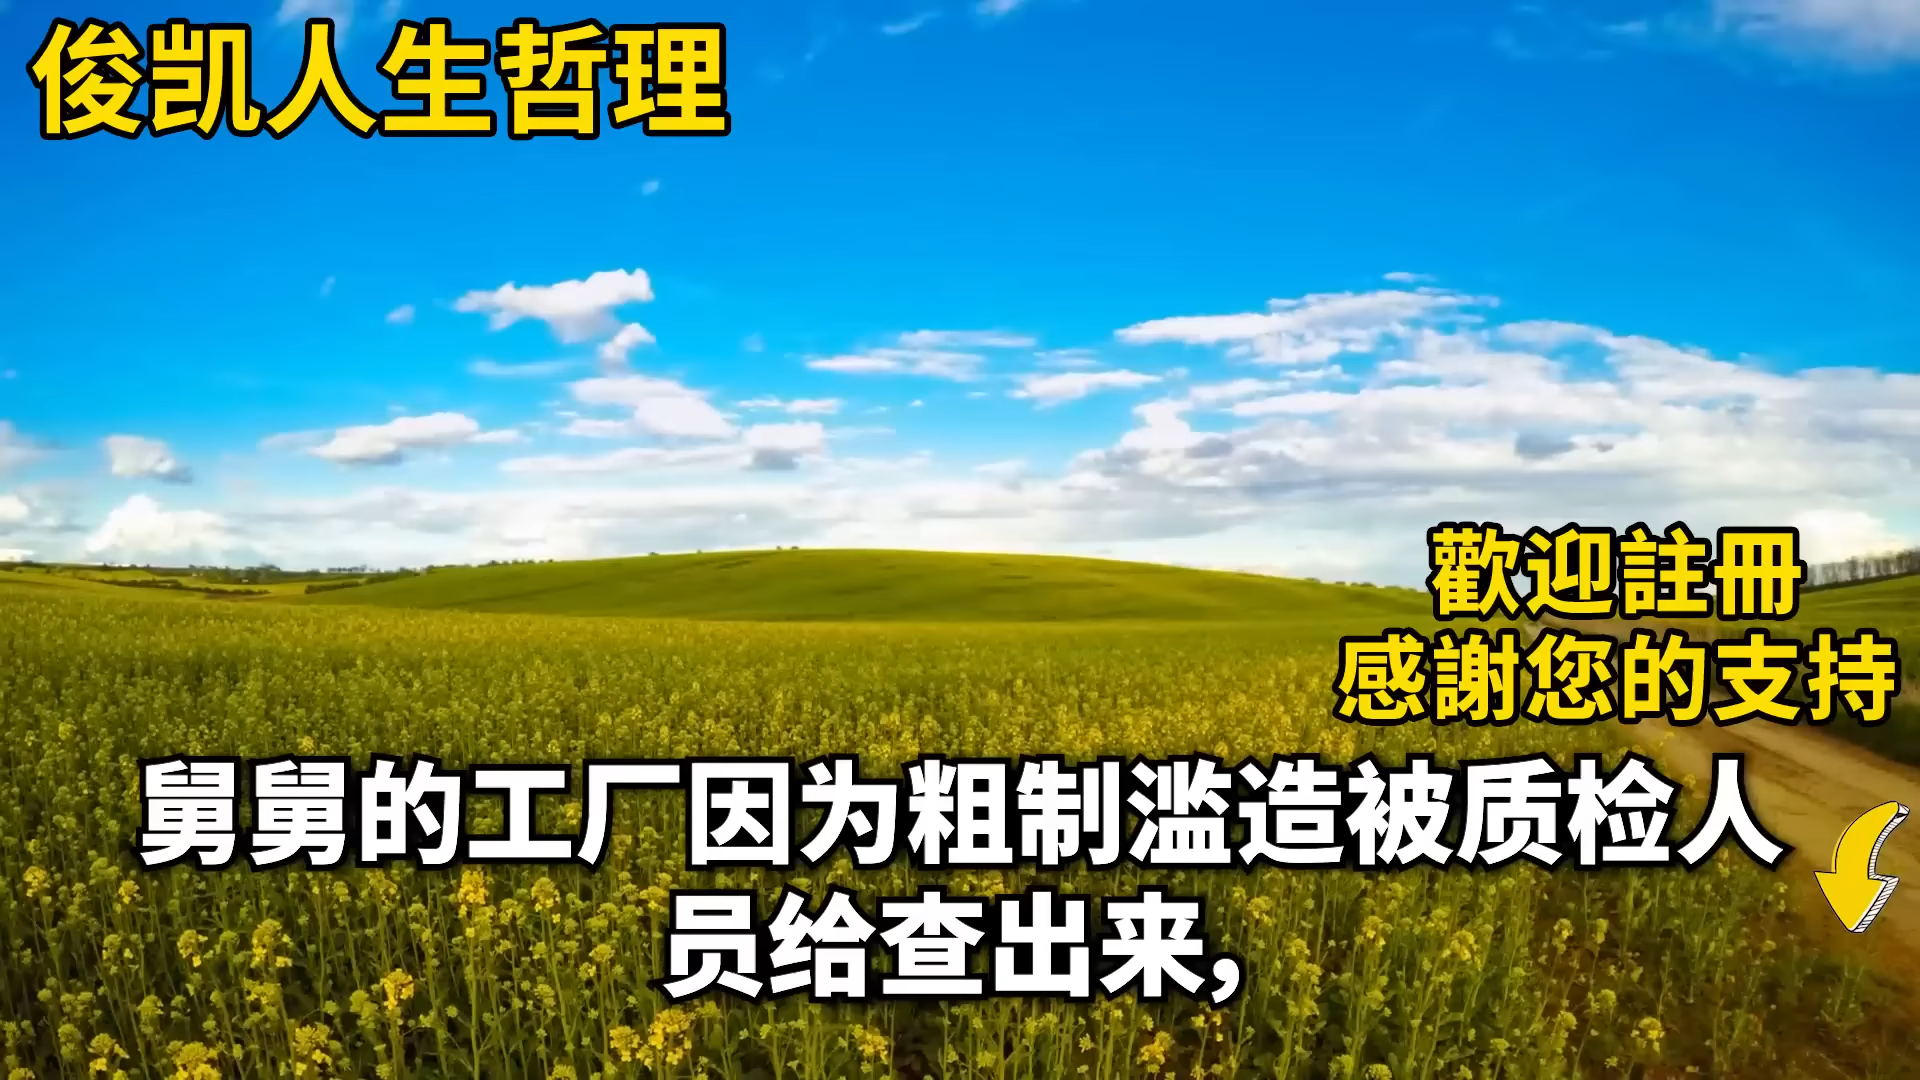 俊凯人生哲理
歡迎註冊
感謝您的支持
舅舅的工厂因为粗制滥造被质检人
员给查出来,